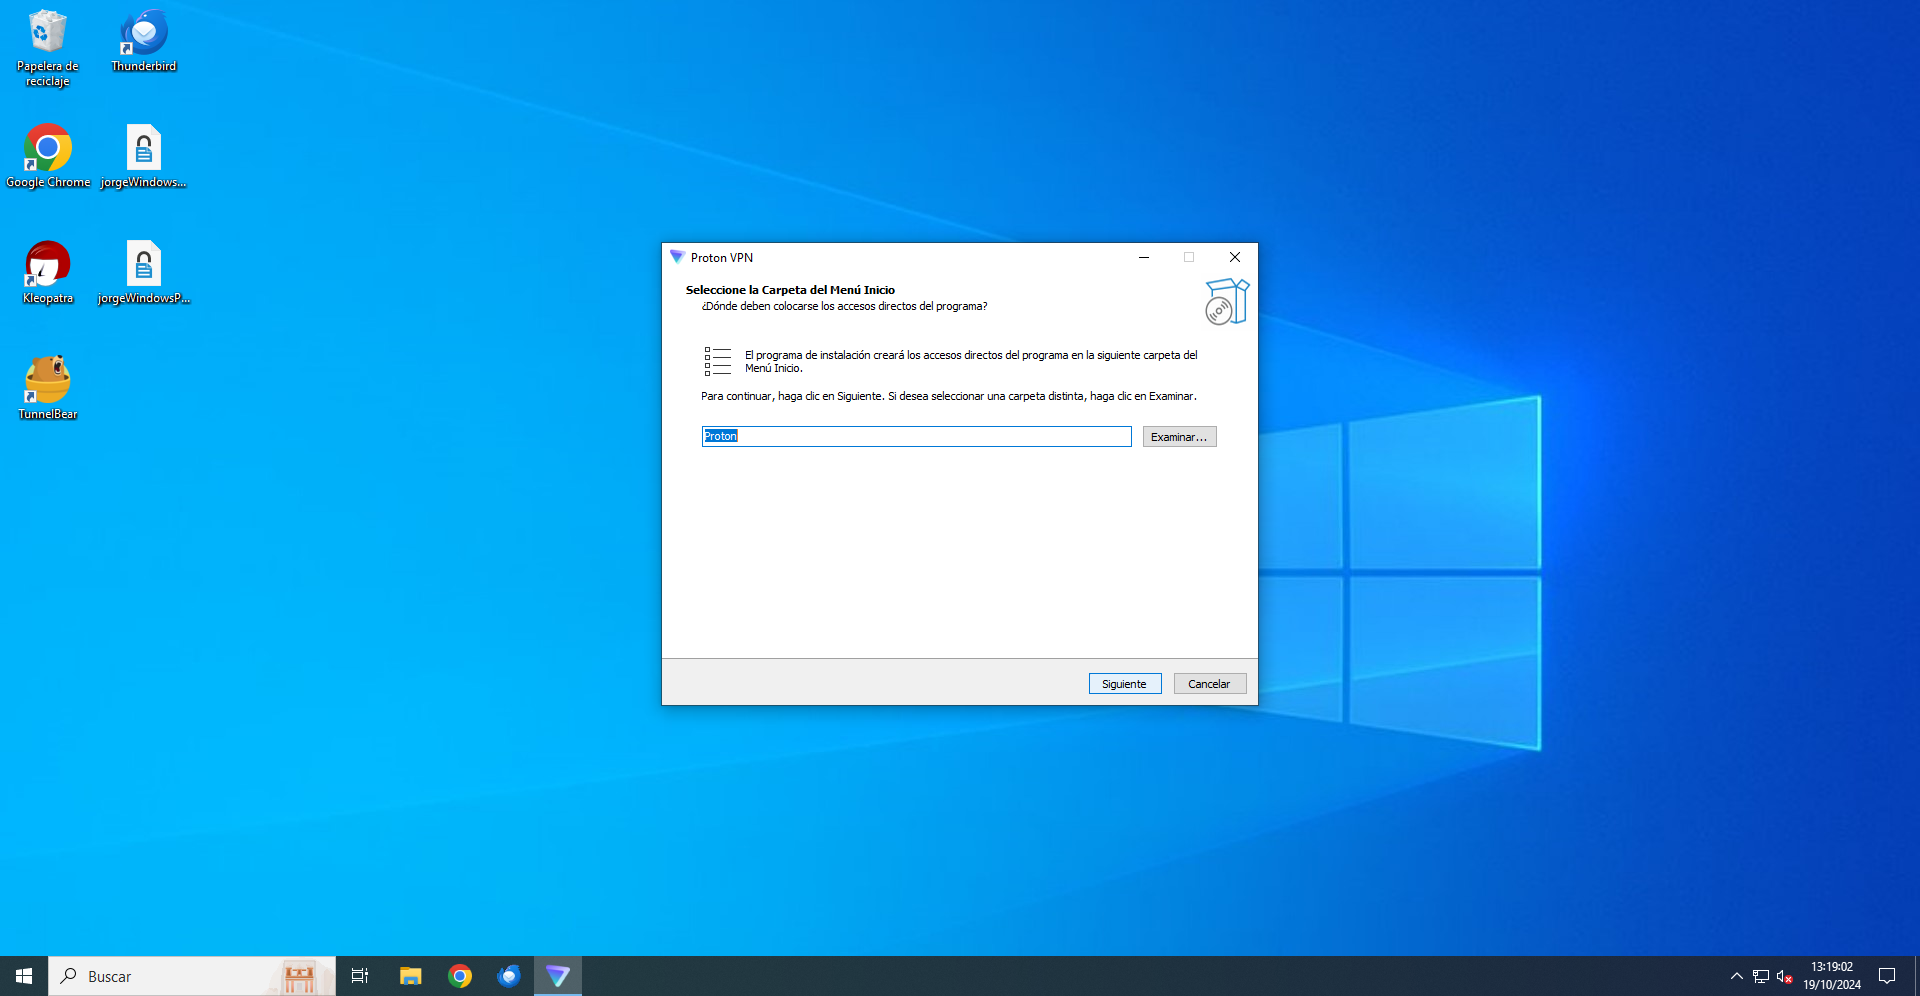 Papelera de
reciclaje
Thunderbird
Google Chrome
jorgeWindows...
Kleopatra
jorgeWindowsP...
TunnelBear
Proton VPN
Seleccione la Carpeta del Menú Inicio
¿Dónde deben colocarse los accesos directos del programa?
El programa de instalación creará los accesos directos del programa en la siguiente carpeta del
Menú Inicio.
Para continuar, haga clic en Siguiente. Si desea seleccionar una carpeta distinta, haga clic en Examinar.
Proton
Examinar...
Siguiente
Cancelar
Buscar
13:19:02
19/10/2024